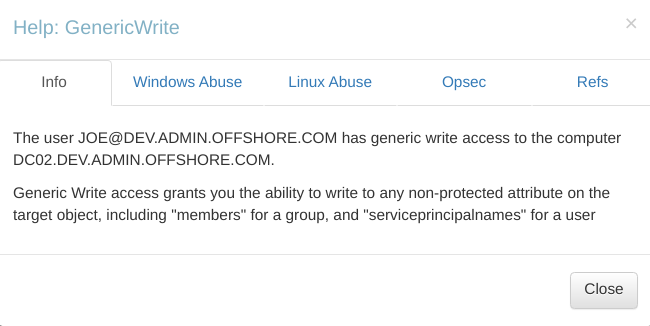 Help: GenericWrite
×
Info Windows Abuse Linux Abuse Opsec Refs
The user JOE@DEV.ADMIN.OFFSHORE.COM has generic write access to the computer
DC02.DEV.ADMIN.OFFSHORE.COM.
Generic Write access grants you the ability to write to any non-protected attribute on the
target object, including "members" for a group, and "serviceprincipalnames" for a user
Close